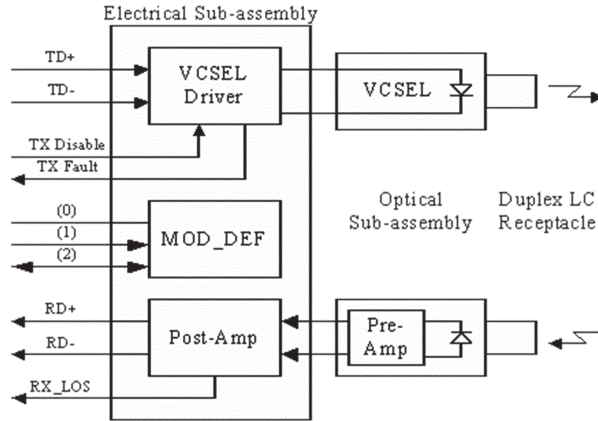 Electrical Sub-assembly
TD+
TD-
VCSEL
Driver
VCSEL
TX Disable
TX Fault
(0)
(1)
(2)
MOD_DEF
Optical
Sub-assembly
Duplex LC
Receptacle
RD+
RD-
Post-Amp
Pre-
Amp
RX_LOS